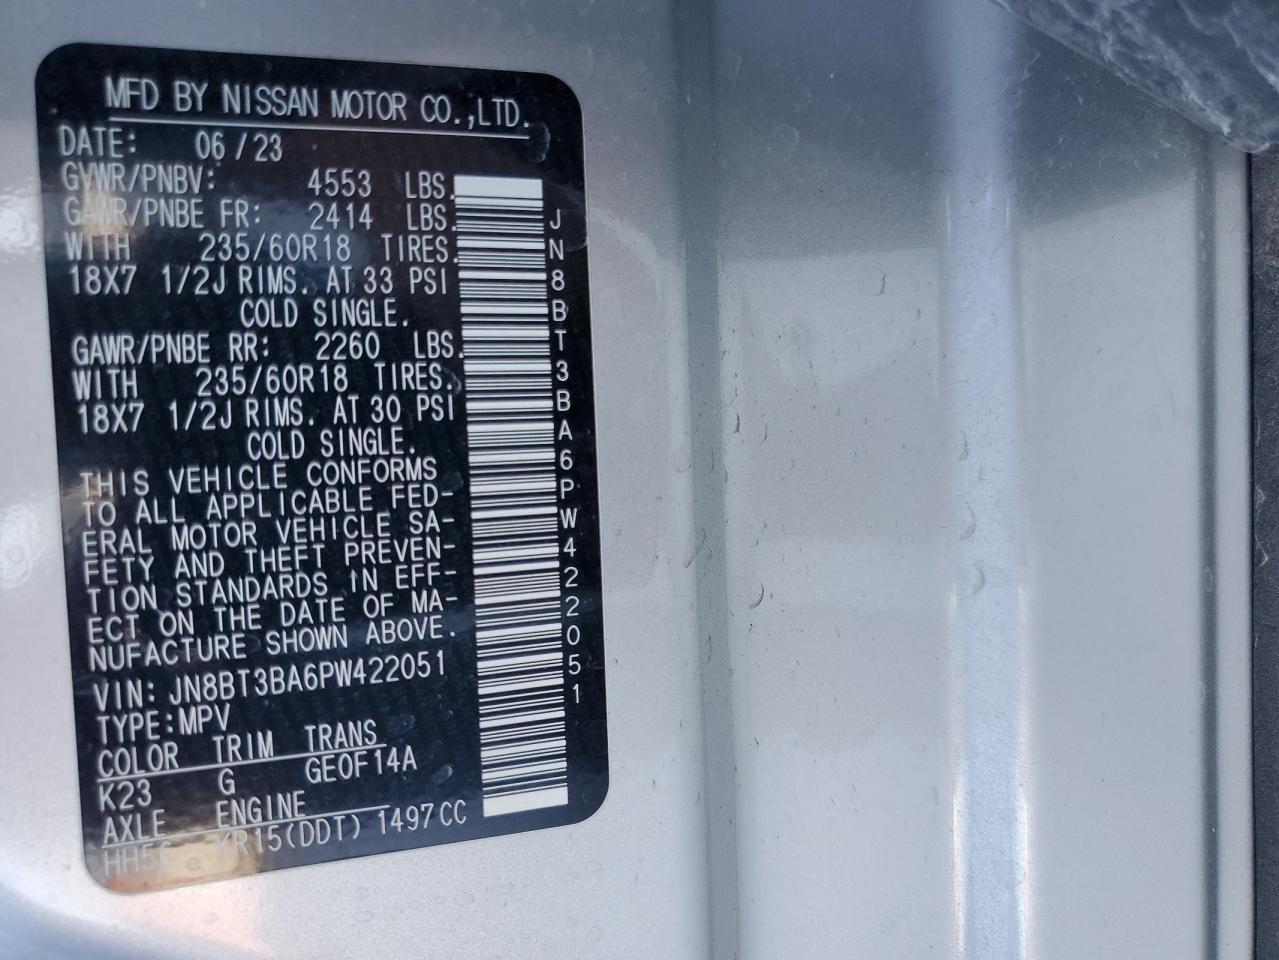 MFD BY NISSAN MOTOR CO.,LTD.
DATE: 06/23
GVWR/PNBV: 4553 LBS.
GAWR/PNBE FR: 2414 LBS.
WITH 235/60R18 TIRES.
18X7 1/2J RIMS. AT 33 PSI
COLD SINGLE.
GAWR/PNBE RR: 2260 LBS.
WITH 235/60R18 TIRES.
18X7 1/2J RIMS. AT 30 PSI
COLD SINGLE.
THIS VEHICLE CONFORMS
TO ALL APPLICABLE FED-
ERAL MOTOR VEHICLE SA-
FETY AND THEFT PREVEN-
TION STANDARDS IN EFF-
ECT ON THE DATE OF MA-
NUFACTURE SHOWN ABOVE.
VIN: JN8BT3BA6PW422051
TYPE:MPV
COLOR TRIM TRANS
K23 G GE0F14A
AXLE ENGINE
KR15(DDT) 1497CC
JN8BT3BA6PW422051